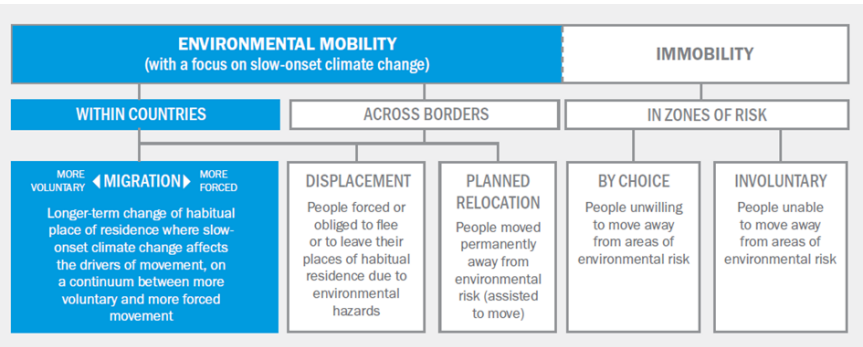 ENVIRONMENTAL MOBILITY
(with a focus on slow-onset climate change)
IMMOBILITY
WITHIN COUNTRIES
ACROSS BORDERS
IN ZONES OF RISK
MORE
VOLUNTARY
MIGRATION
MORE
FORCED
Longer-term change of habitual
place of residence where slow-
onset climate change affects
the drivers of movement, on
a continuum between more
voluntary and more forced
movement
DISPLACEMENT
People forced or
obliged to flee
or to leave their
places of habitual
residence due to
environmental
hazards
PLANNED
RELOCATION
People moved
permanently
away from
environmental
risk (assisted
to move)
BY CHOICE
People unwilling
to move away
from areas of
environmental risk
INVOLUNTARY
People unable
to move away
from areas of
environmental risk